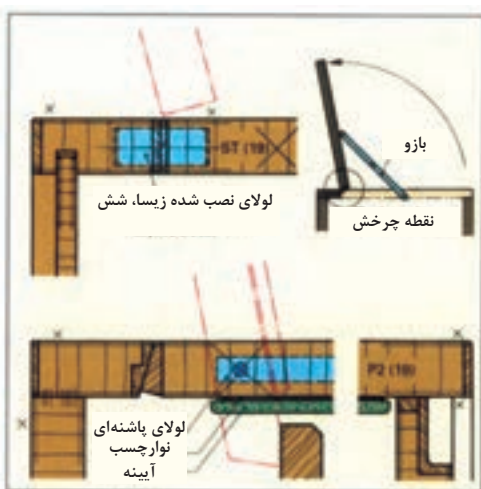 بازو
ST (19)
لولای نصب شده زیسا، شش
نقطه چرخش
P2 (19)
لولای پاشنه‌ای
نوارچسب
آیینه